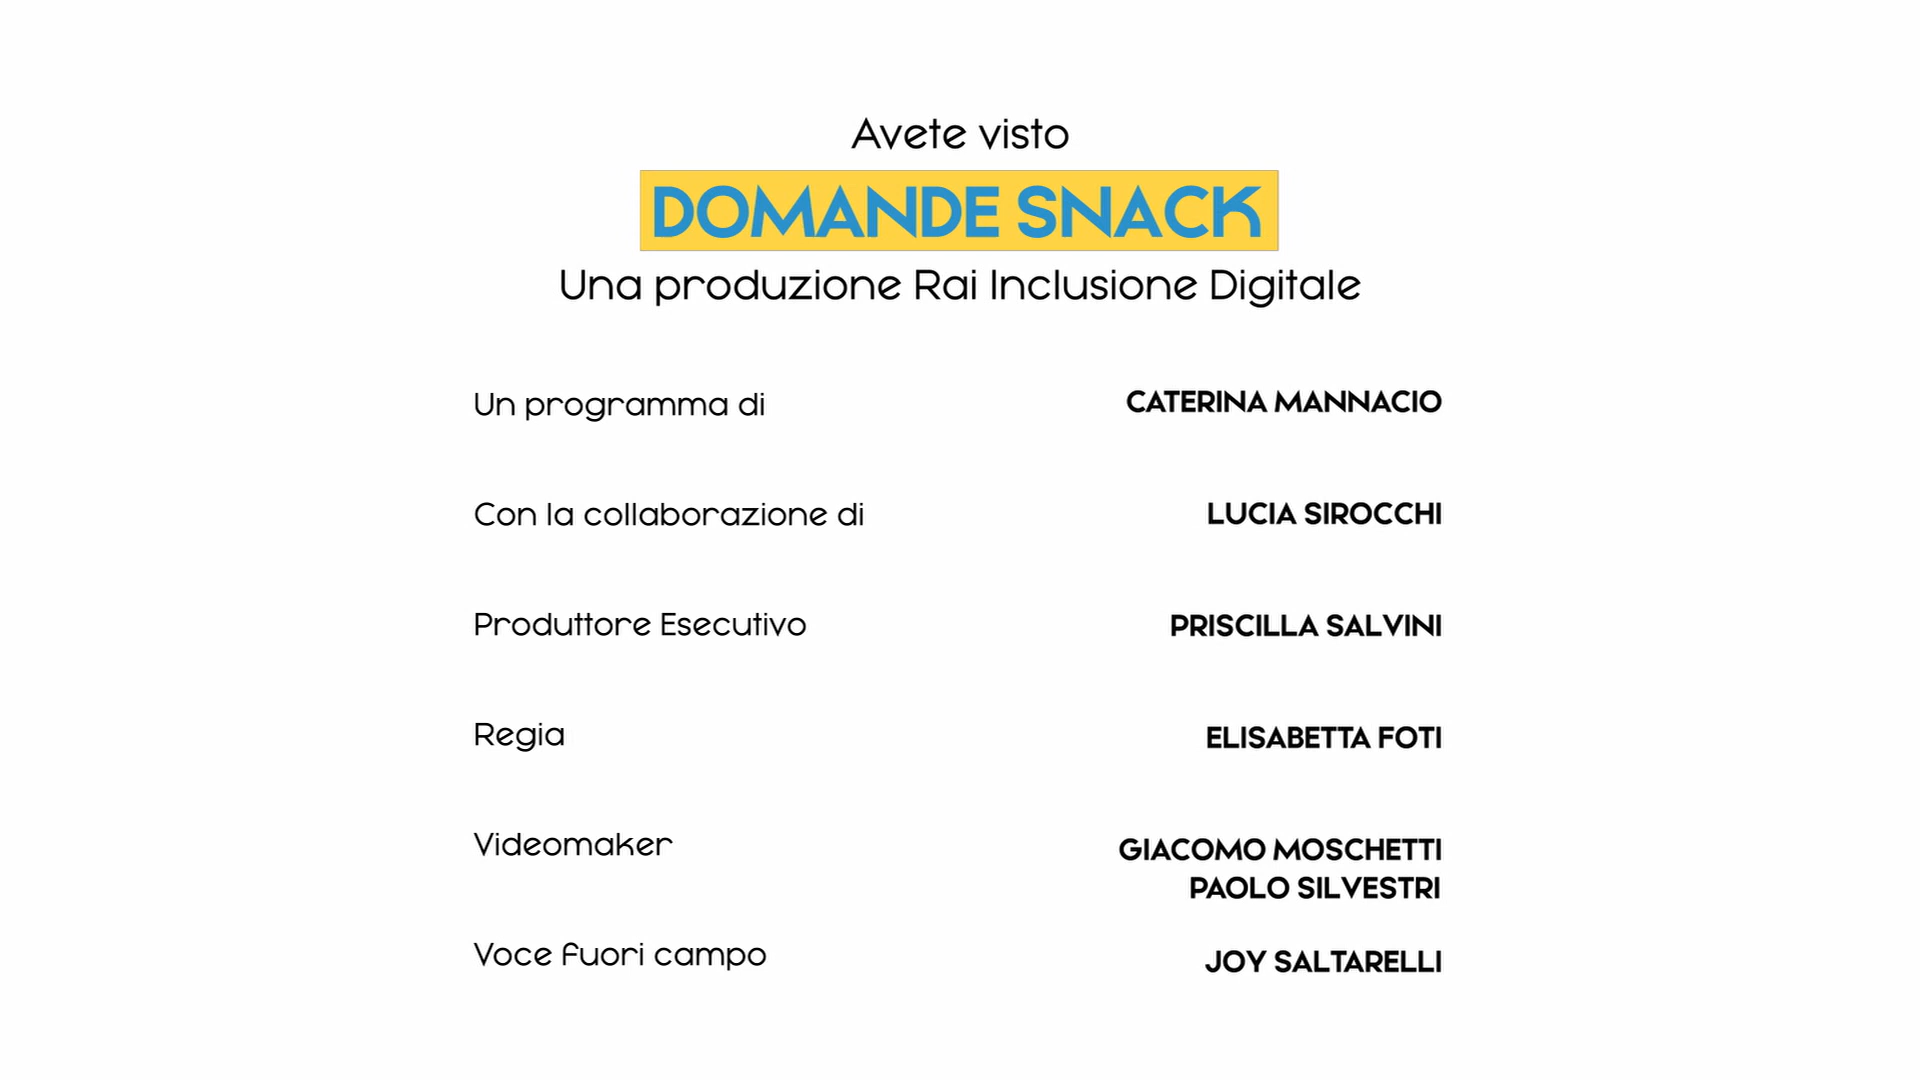 Avete visto
DOMANDE SNACK
Una produzione Rai Inclusione Digitale
Un programma di CATERINA MANNACIO
Con la collaborazione di LUCIA SIROCCHI
Produttore Esecutivo PRISCILLA SALVINI
Regia ELISABETTA FOTI
Videomaker GIACOMO MOSCHETTI
PAOLO SILVESTRI
Voce fuori campo JOY SALTARELLI